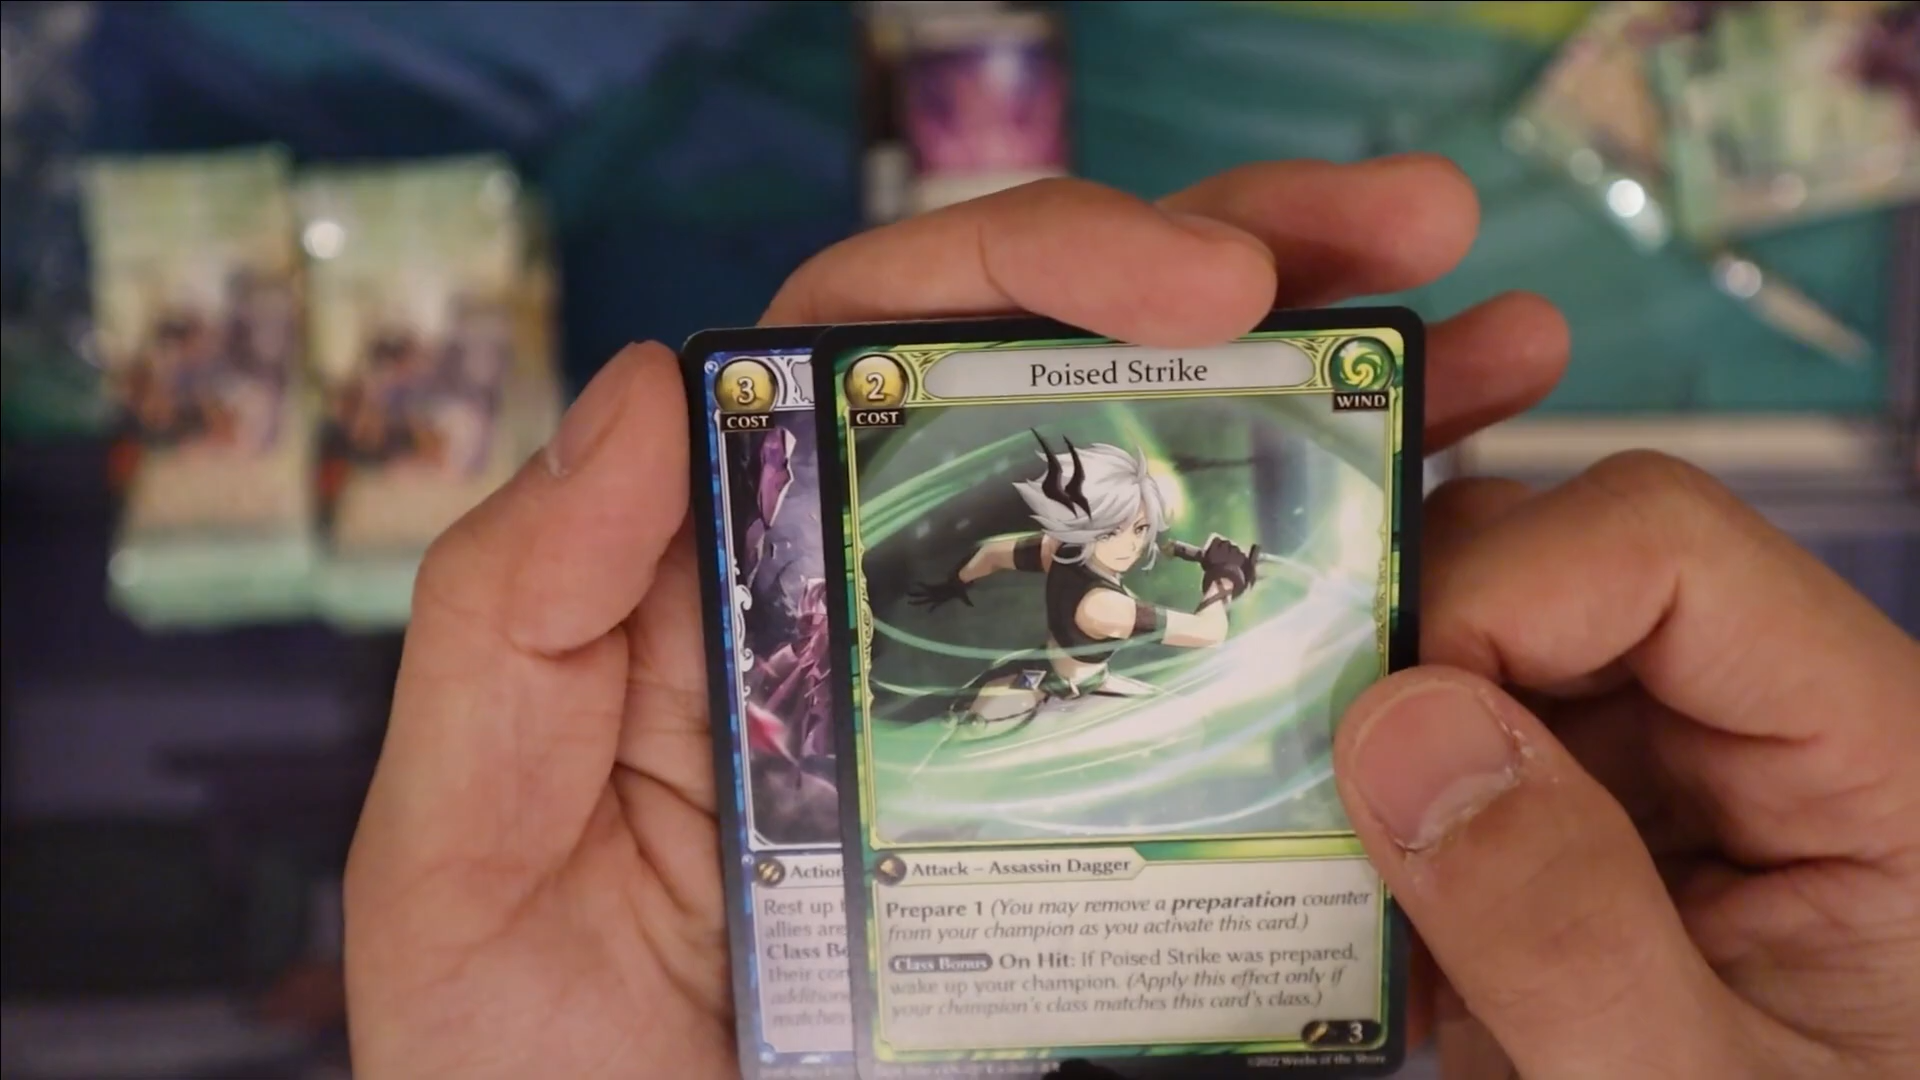 3
COST
2
COST
Poised Strike
WIND
Action
Rest up
allies are
Class Bo
their con
additiona
matches
Attack – Assassin Dagger
Prepare 1 (You may remove a preparation counter
from your champion as you activate this card.)
Class Bonus On Hit: If Poised Strike was prepared,
wake up your champion. (Apply this effect only if
your champion's class matches this card's class.)
3
©2022 Weebs of the Shore